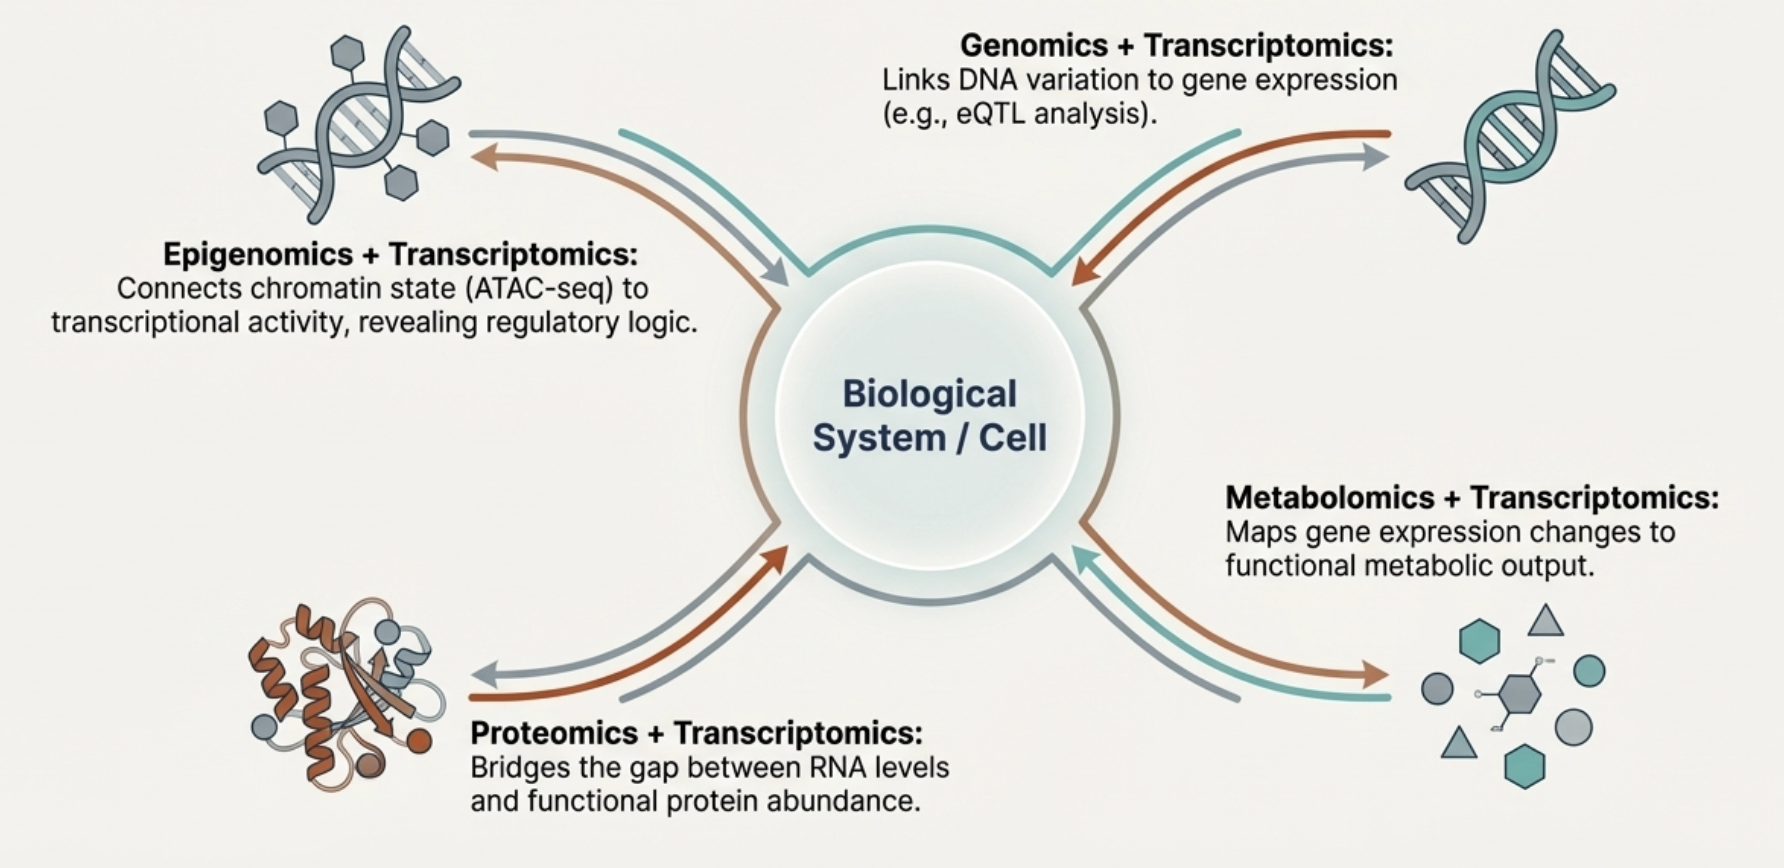 Genomics + Transcriptomics:
Links DNA variation to gene expression
(e.g., eQTL analysis).
Epigenomics + Transcriptomics:
Connects chromatin state (ATAC-seq) to
transcriptional activity, revealing regulatory logic.
Biological
System / Cell
Metabolomics + Transcriptomics:
Maps gene expression changes to
functional metabolic output.
Proteomics + Transcriptomics:
Bridges the gap between RNA levels
and functional protein abundance.